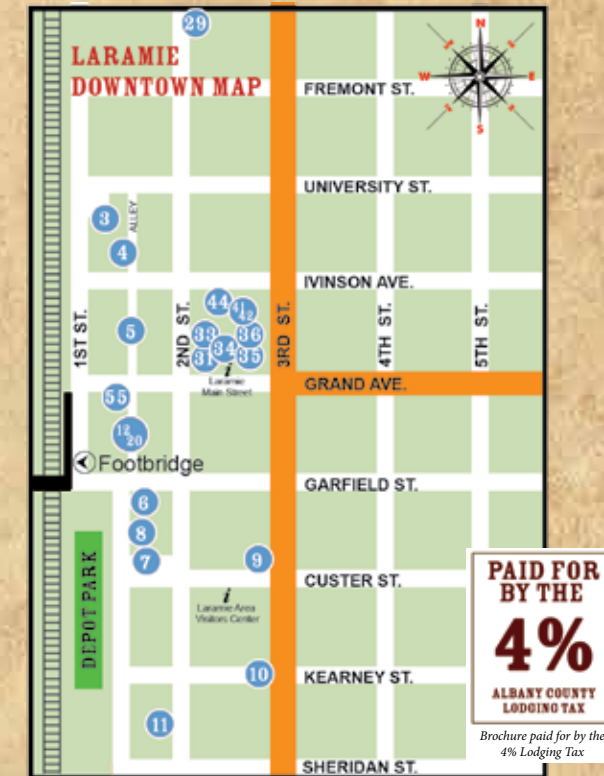 29
LARAMIE
DOWNTOWN MAP
N
W
E
S
FREMONT ST.
UNIVERSITY ST.
3
ALLEY
4
IVINSON AVE.
44
41
42
5
33
36
34
31
35
1ST ST.
2ND ST.
3RD ST.
4TH ST.
5TH ST.
i
Laramie
Main Street
GRAND AVE.
55
12
20
Footbridge
GARFIELD ST.
6
8
7
9
DEPOT PARK
CUSTER ST.
i
Laramie Area
Visitors Center
10
KEARNEY ST.
11
SHERIDAN ST.
PAID FOR
BY THE
4%
ALBANY COUNTY
LODGING TAX
Brochure paid for by the
4% Lodging Tax